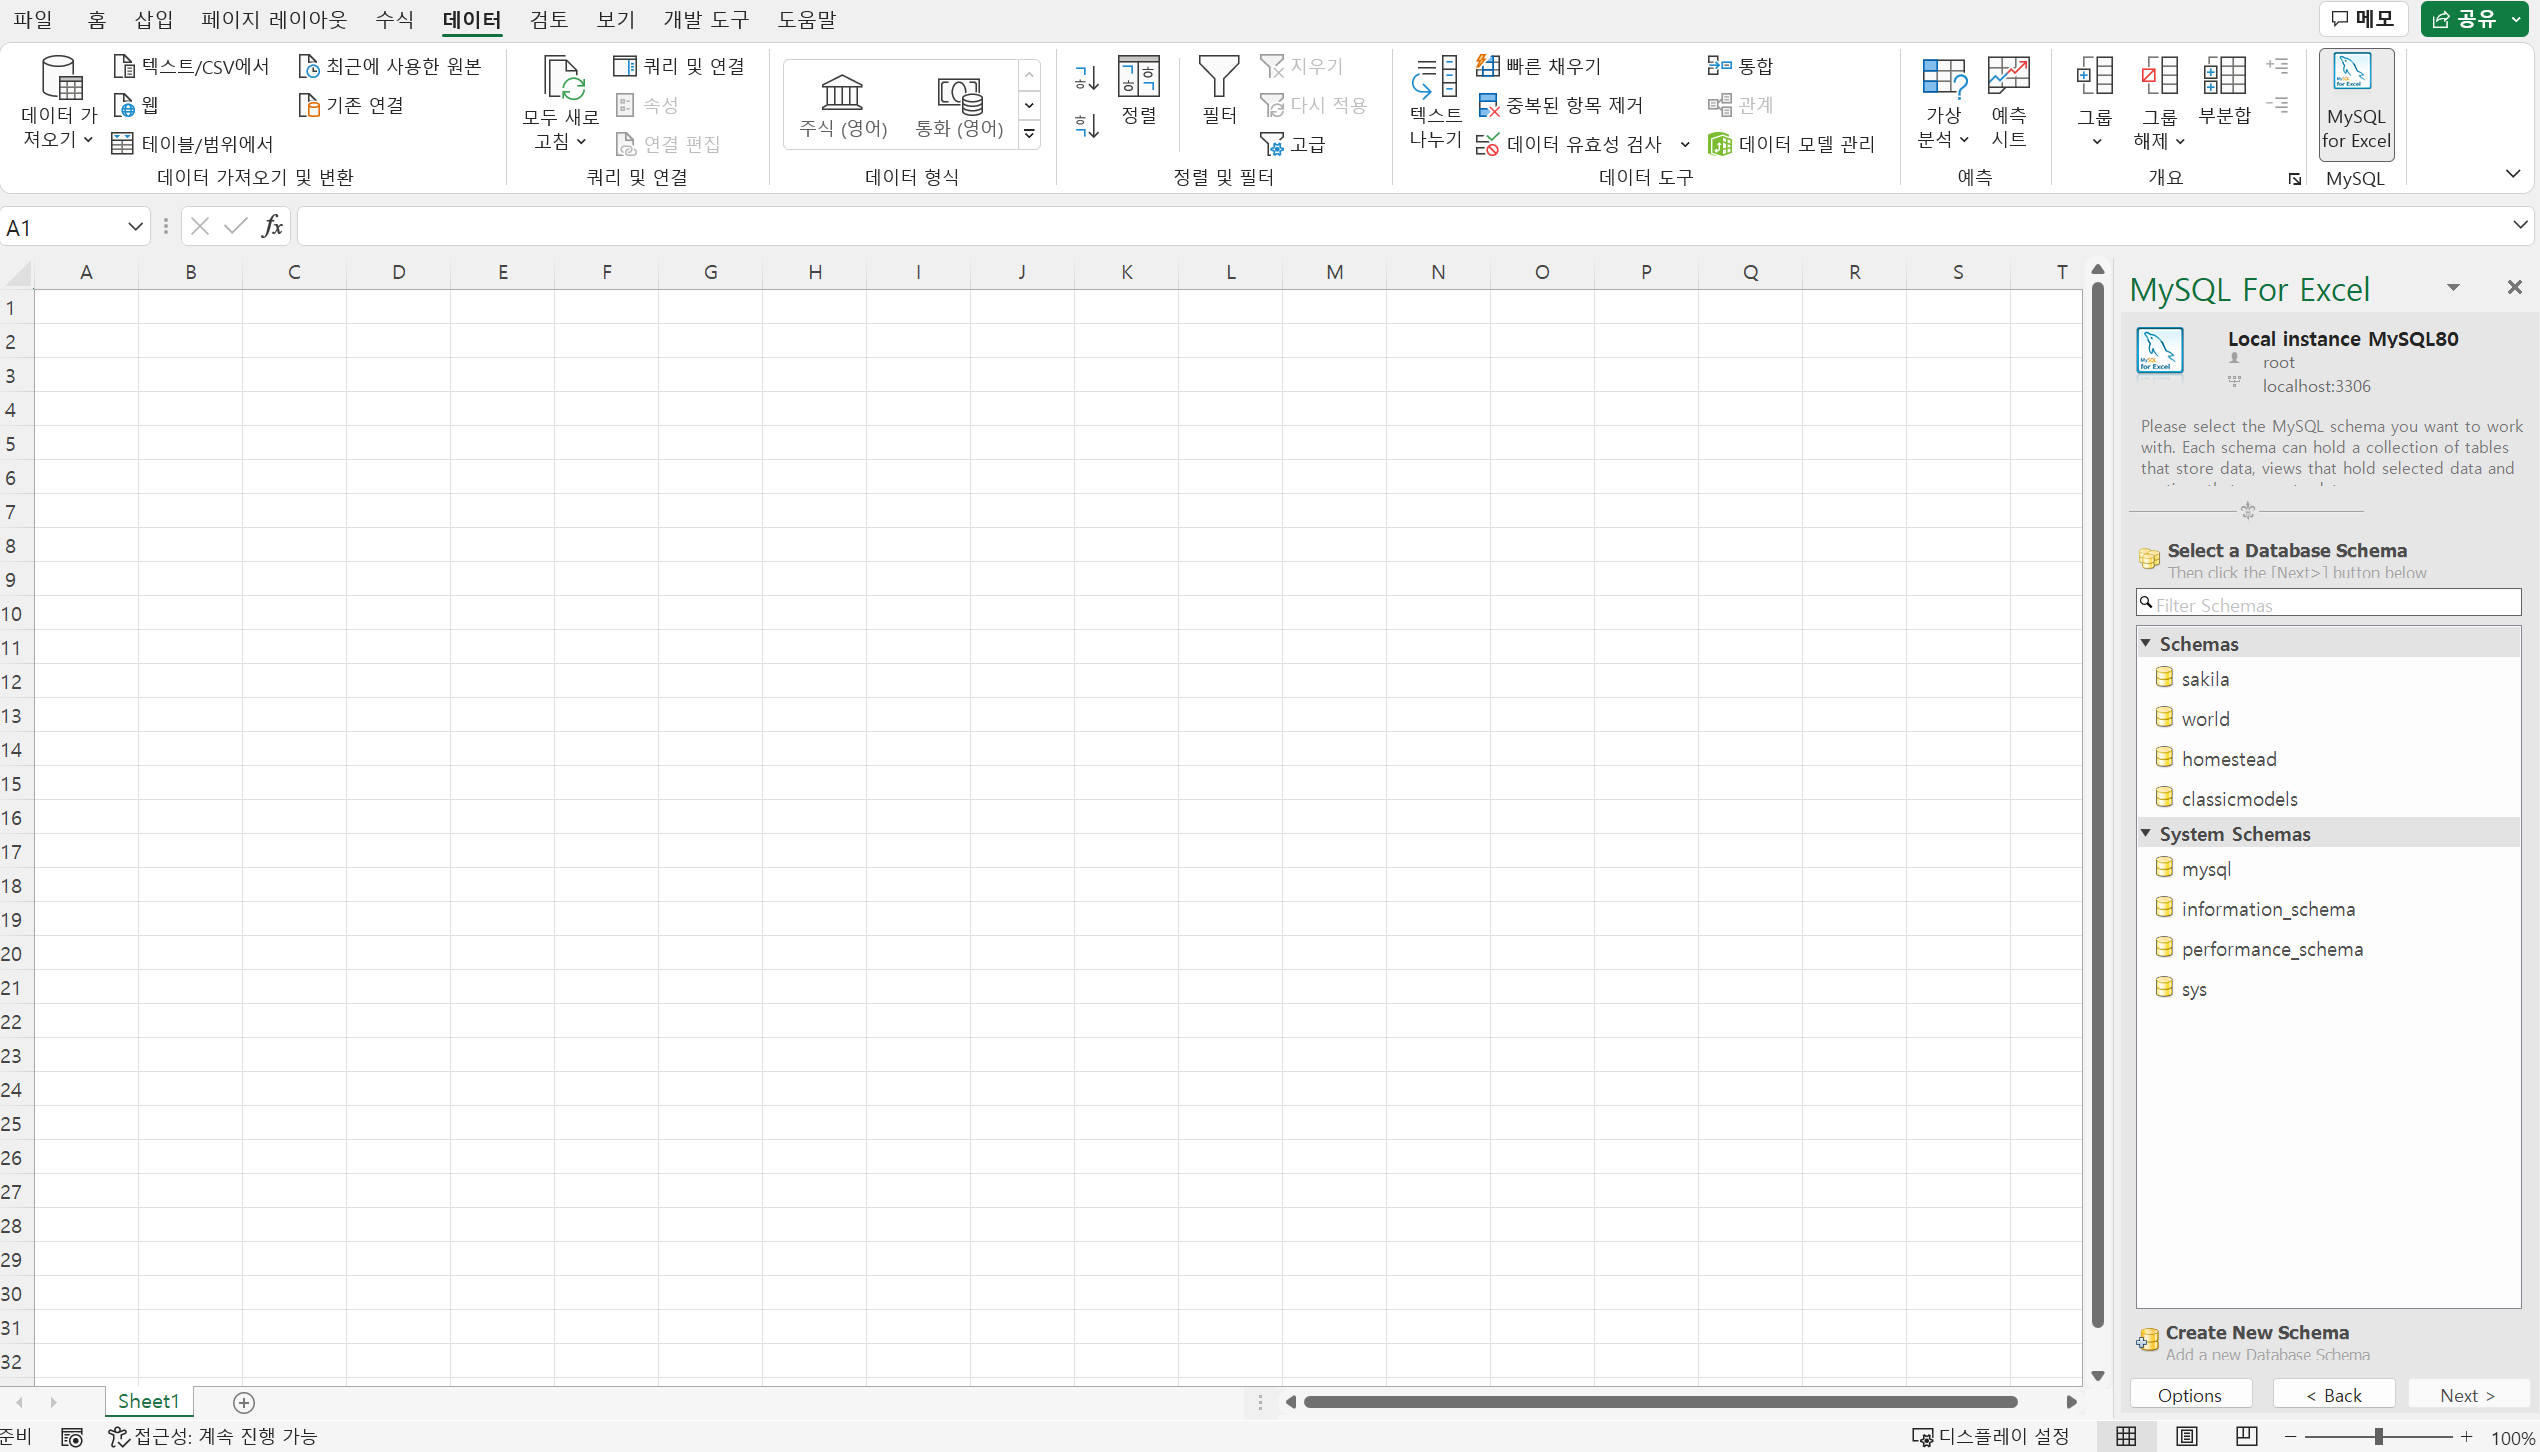 파일 홈 삽입 페이지 레이아웃 수식 데이터 검토 보기 개발 도구 도움말 메모 공유
데이터 가
져오기
텍스트/CSV에서
웹
테이블/범위에서
최근에 사용한 원본
기존 연결
데이터 가져오기 및 변환
모두 새로
고침
쿼리 및 연결
속성
연결 편집
쿼리 및 연결
주식 (영어)
통화 (영어)
데이터 형식
정렬
필터
지우기
다시 적용
고급
정렬 및 필터
텍스트
나누기
빠른 채우기
중복된 항목 제거
데이터 유효성 검사
통합
관계
데이터 모델 관리
데이터 도구
가상
분석
예측
시트
예측
그룹
그룹
해제
부분합
개요
MySQL
for Excel
MySQL
A1
fx
A B C D E F G H I J K L M N O P Q R S T
1
2
3
4
5
6
7
8
9
10
11
12
13
14
15
16
17
18
19
20
21
22
23
24
25
26
27
28
29
30
31
32
MySQL For Excel
Local instance MySQL80
root
localhost:3306
Please select the MySQL schema you want to work
with. Each schema can hold a collection of tables
that store data, views that hold selected data and
Select a Database Schema
Then click the [Next>] button below
Filter Schemas
Schemas
sakila
world
homestead
classicmodels
System Schemas
mysql
information_schema
performance_schema
sys
Create New Schema
Add a new Database Schema
Options < Back Next >
Sheet1
준비 접근성: 계속 진행 가능 디스플레이 설정 100%